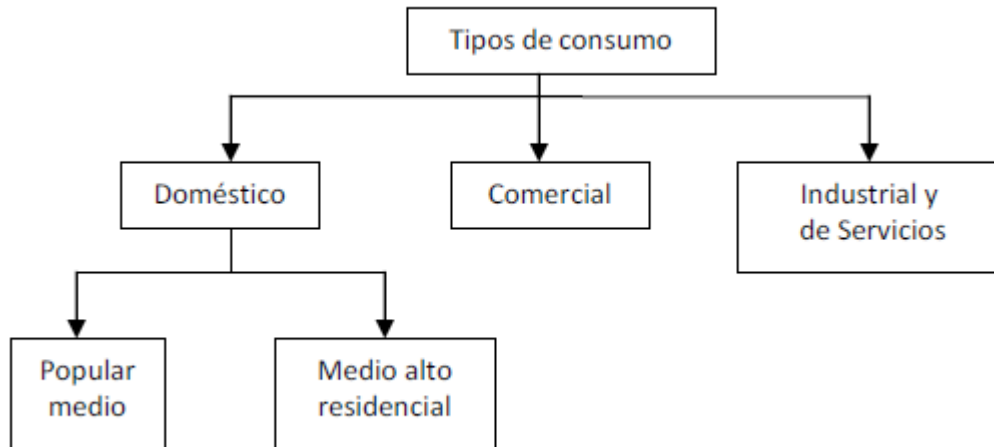 Tipos de consumo
Doméstico
Comercial
Industrial y
de Servicios
Popular
medio
Medio alto
residencial